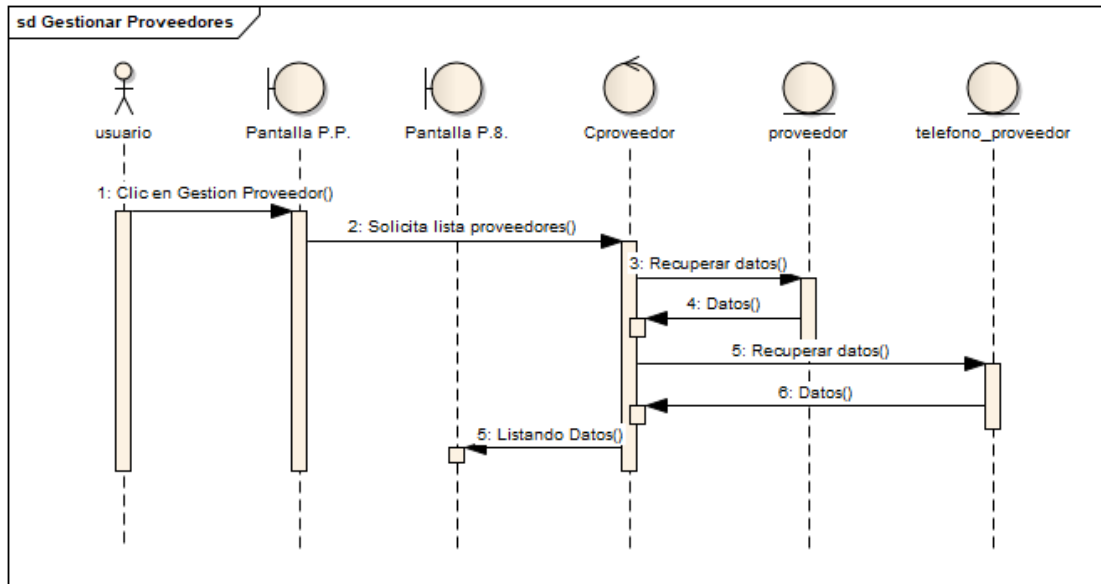 sd Gestionar Proveedores
usuario
Pantalla P.P.
Pantalla P.8.
Cproveedor
proveedor
telefono_proveedor
1: Clic en Gestion Proveedor()
2: Solicita lista proveedores()
3: Recuperar datos()
4: Datos()
5: Recuperar datos()
6: Datos()
5: Listando Datos()